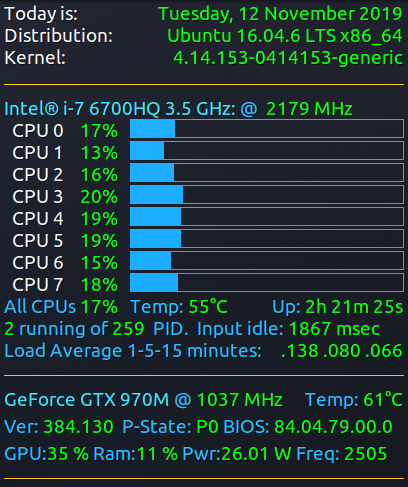 Today is: Tuesday, 12 November 2019
Distribution: Ubuntu 16.04.6 LTS x86_64
Kernel: 4.14.153-0414153-generic
Intel® i-7 6700HQ 3.5 GHz: @ 2179 MHz
CPU 0 17%
CPU 1 13%
CPU 2 16%
CPU 3 20%
CPU 4 19%
CPU 5 19%
CPU 6 15%
CPU 7 18%
All CPUs 17% Temp: 55°C Up: 2h 21m 25s
2 running of 259 PID. Input idle: 1867 msec
Load Average 1-5-15 minutes: .138 .080 .066
GeForce GTX 970M @ 1037 MHz Temp: 61°C
Ver: 384.130 P-State: P0 BIOS: 84.04.79.00.0
GPU:35 % Ram:11 % Pwr:26.01 W Freq: 2505